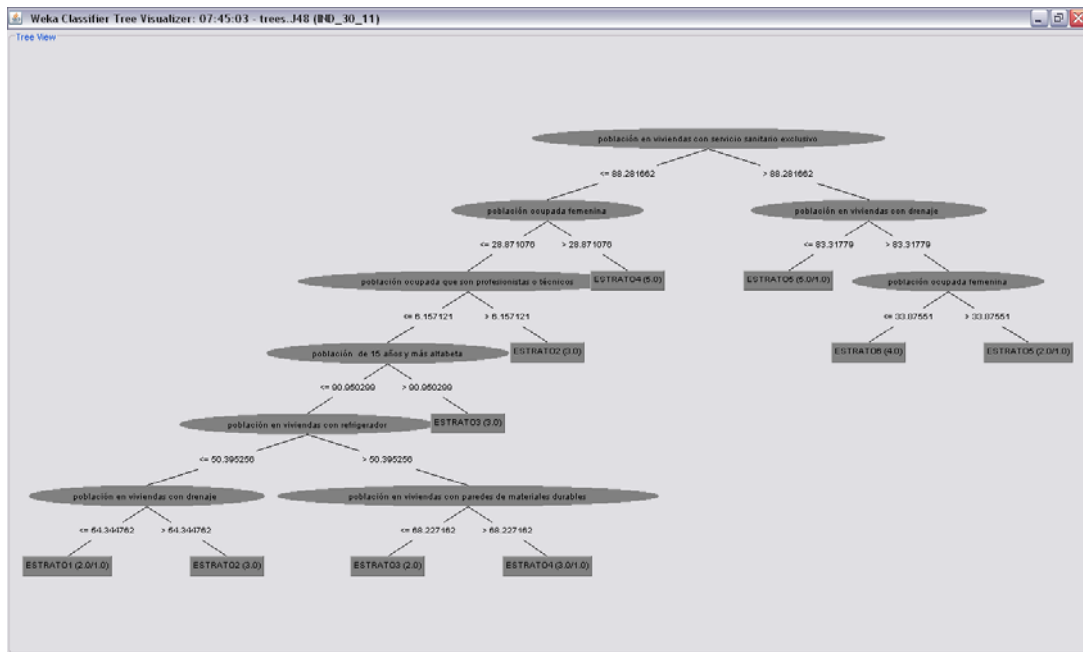 Weka Classifier Tree Visualizer: 07:45:03 - trees.J48 (IND_30_11)
Tree View
población en viviendas con servicio sanitario exclusivo
<= 88.281662
> 88.281662
población ocupada femenina
población en viviendas con drenaje
<= 28.871076
> 28.871076
<= 83.31779
> 83.31779
población ocupada que son profesionistas o técnicos
ESTRATO4 (5.0)
ESTRATO5 (5.0/1.0)
población ocupada femenina
<= 6.157121
> 6.157121
<= 33.87551
> 33.87551
población de 15 años y más alfabeta
ESTRATO2 (3.0)
ESTRATO6 (4.0)
ESTRATO5 (2.0/1.0)
<= 90.950299
> 90.950299
población en viviendas con refrigerador
ESTRATO3 (3.0)
<= 50.395256
> 50.395256
población en viviendas con drenaje
población en viviendas con paredes de materiales durables
<= 64.344762
> 64.344762
<= 68.227462
> 68.227462
ESTRATO1 (2.0/1.0)
ESTRATO2 (3.0)
ESTRATO3 (2.0)
ESTRATO4 (3.0/1.0)